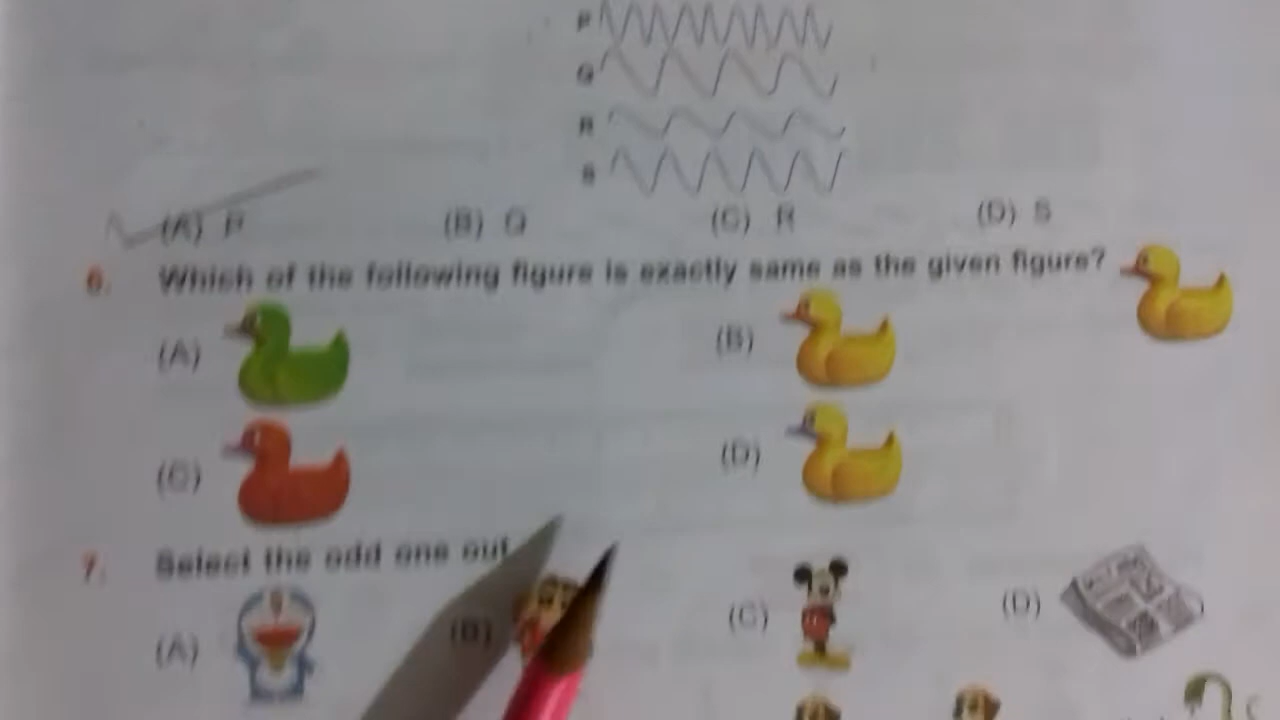 P
Q
R
S
(A) P (B) Q (C) R (D) S
6. Which of the following figure is exactly same as the given figure?
(A) (B)
(C) (D)
7. Select the odd one out
(A) (B) (C) (D)